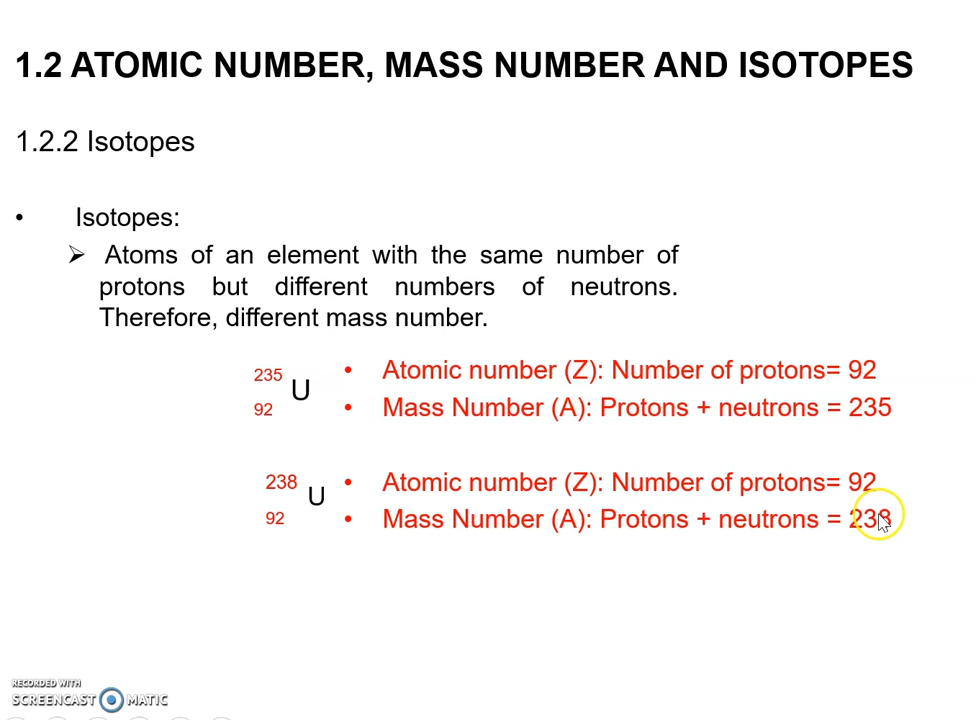 1.2 ATOMIC NUMBER, MASS NUMBER AND ISOTOPES
1.2.2 Isotopes
• Isotopes:
➢ Atoms of an element with the same number of
protons but different numbers of neutrons.
Therefore, different mass number.
235
92
U
• Atomic number (Z): Number of protons= 92
• Mass Number (A): Protons + neutrons = 235
238
92
U
• Atomic number (Z): Number of protons= 92
• Mass Number (A): Protons + neutrons = 238
RECORDED WITH
SCREENCAST MATIC